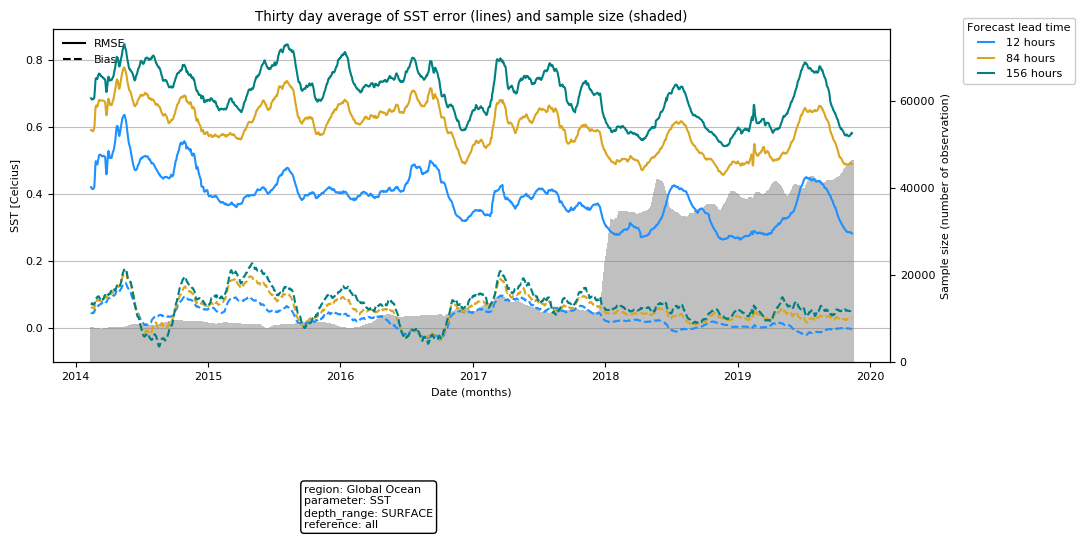 Thirty day average of SST error (lines) and sample size (shaded)
RMSE
Bias
Forecast lead time
12 hours
84 hours
156 hours
SST [Celcius]
0.8
0.6
0.4
0.2
0.0
60000
40000
20000
0
Sample size (number of observation)
2014
2015
2016
2017
2018
2019
2020
Date (months)
region: Global Ocean
parameter: SST
depth_range: SURFACE
reference: all